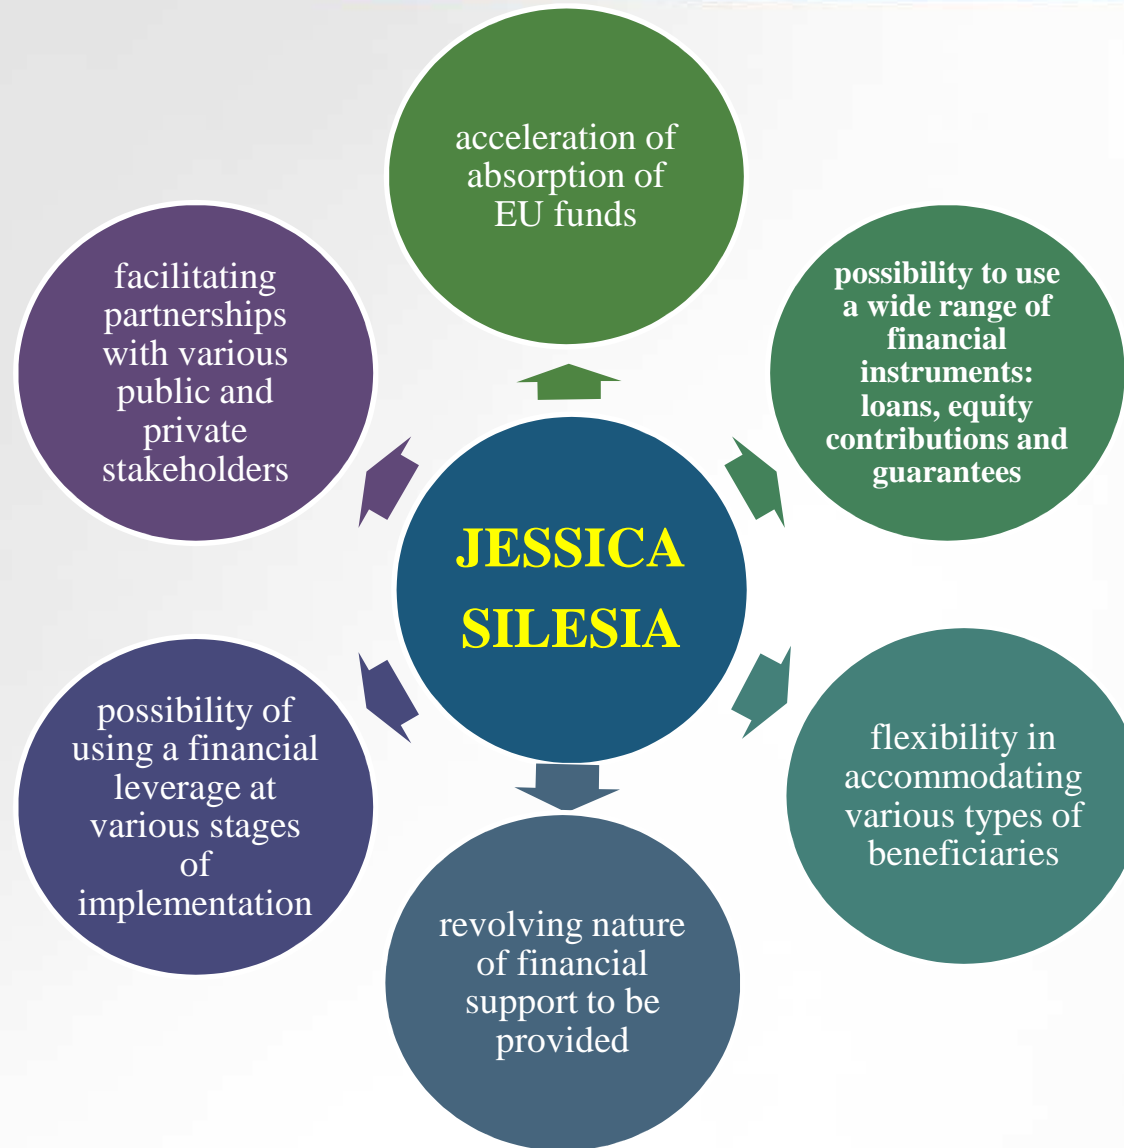 acceleration of
absorption of
EU funds
possibility to use
a wide range of
financial
instruments:
loans, equity
contributions and
guarantees
flexibility in
accommodating
various types of
beneficiaries
revolving nature
of financial
support to be
provided
possibility of
using a financial
leverage at
various stages
of
implementation
facilitating
partnerships
with various
public and
private
stakeholders
JESSICA
SILESIA